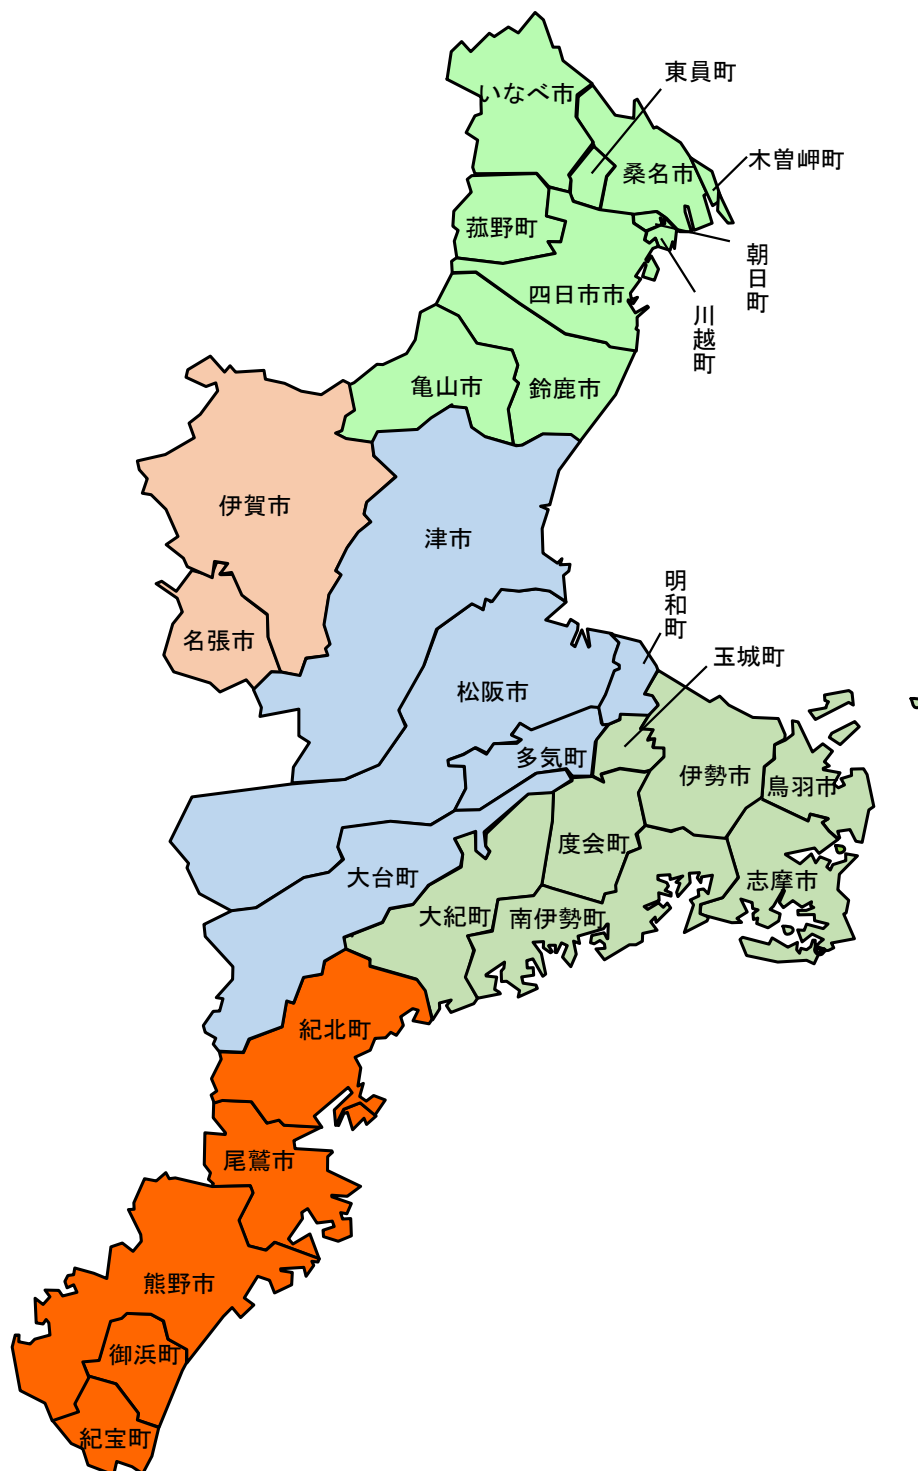 東員町
いなべ市
木曽岬町
桑名市
菰野町
朝日町
四日市市
川越町
亀山市
鈴鹿市
伊賀市
津市
明和町
名張市
玉城町
松阪市
多気町
伊勢市
鳥羽市
度会町
大台町
志摩市
大紀町
南伊勢町
紀北町
尾鷲市
熊野市
御浜町
紀宝町